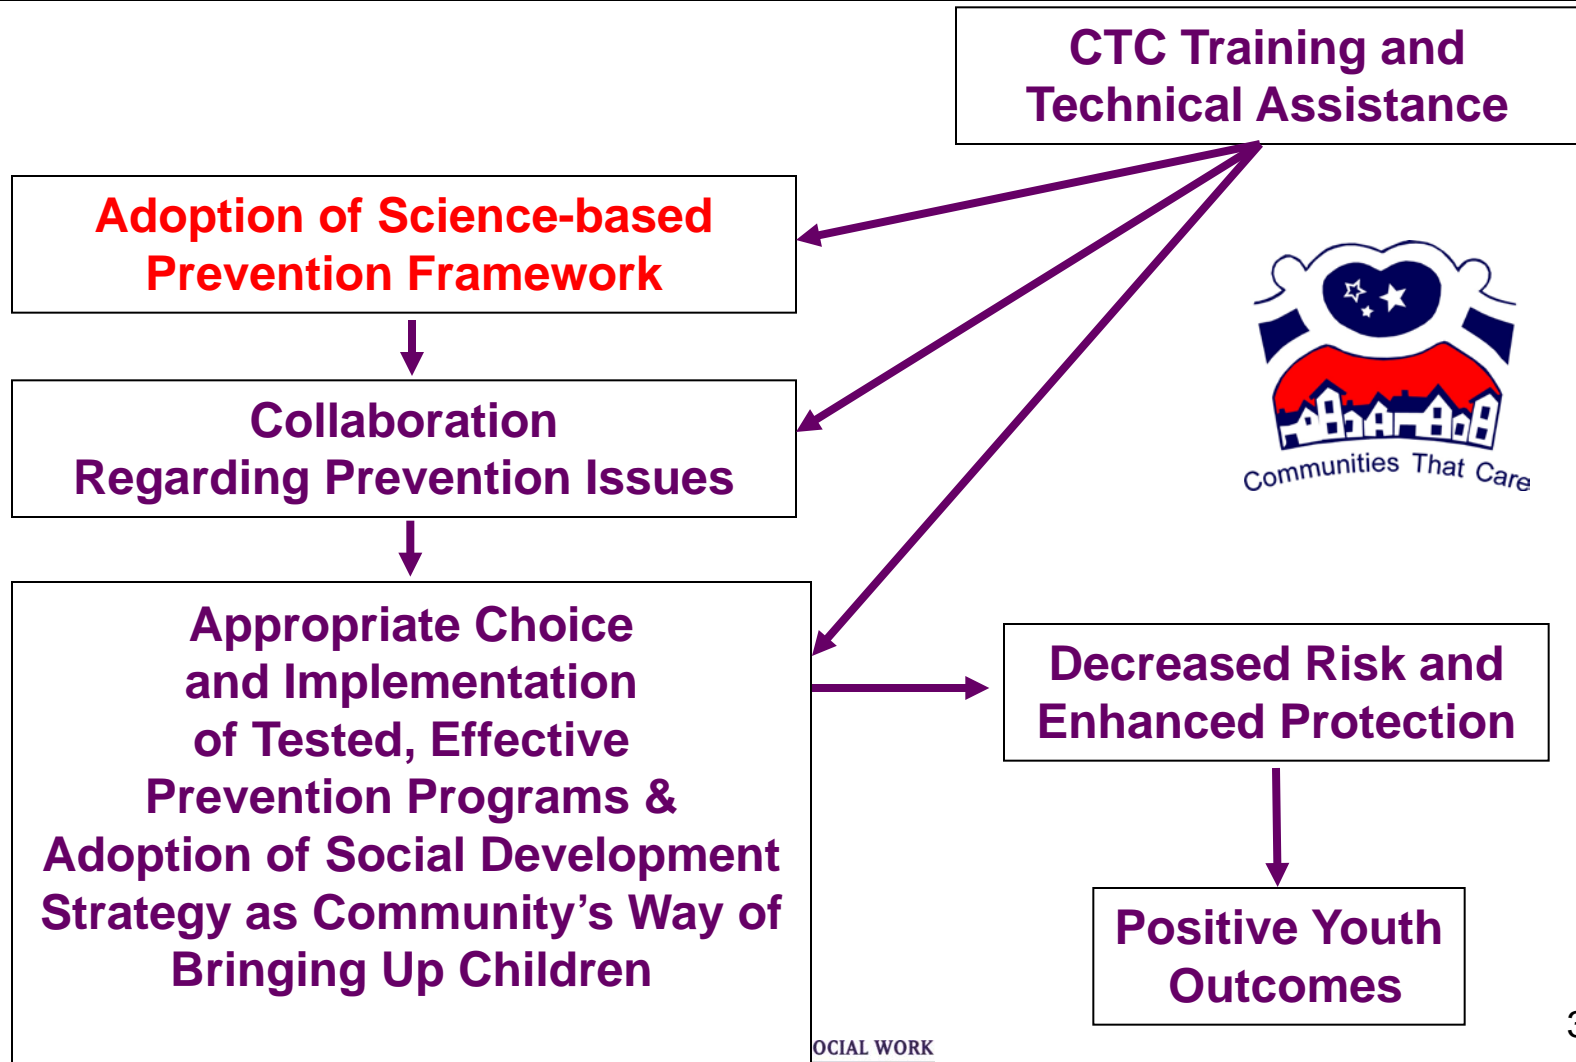 CTC Training and
Technical Assistance
Adoption of Science-based
Prevention Framework
Collaboration
Regarding Prevention Issues
Appropriate Choice
and Implementation
of Tested, Effective
Prevention Programs &
Adoption of Social Development
Strategy as Community’s Way of
Bringing Up Children
Communities That Care
Decreased Risk and
Enhanced Protection
Positive Youth
Outcomes
OCIAL WORK